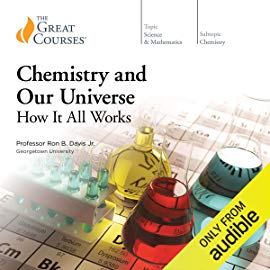 THE
GREAT
COURSES®
Topic
Science
& Mathematics
Subtopic
Chemistry
Chemistry and
Our Universe
How It All Works
Professor Ron B. Davis Jr.
Georgetown University
ONLY FROM
audible